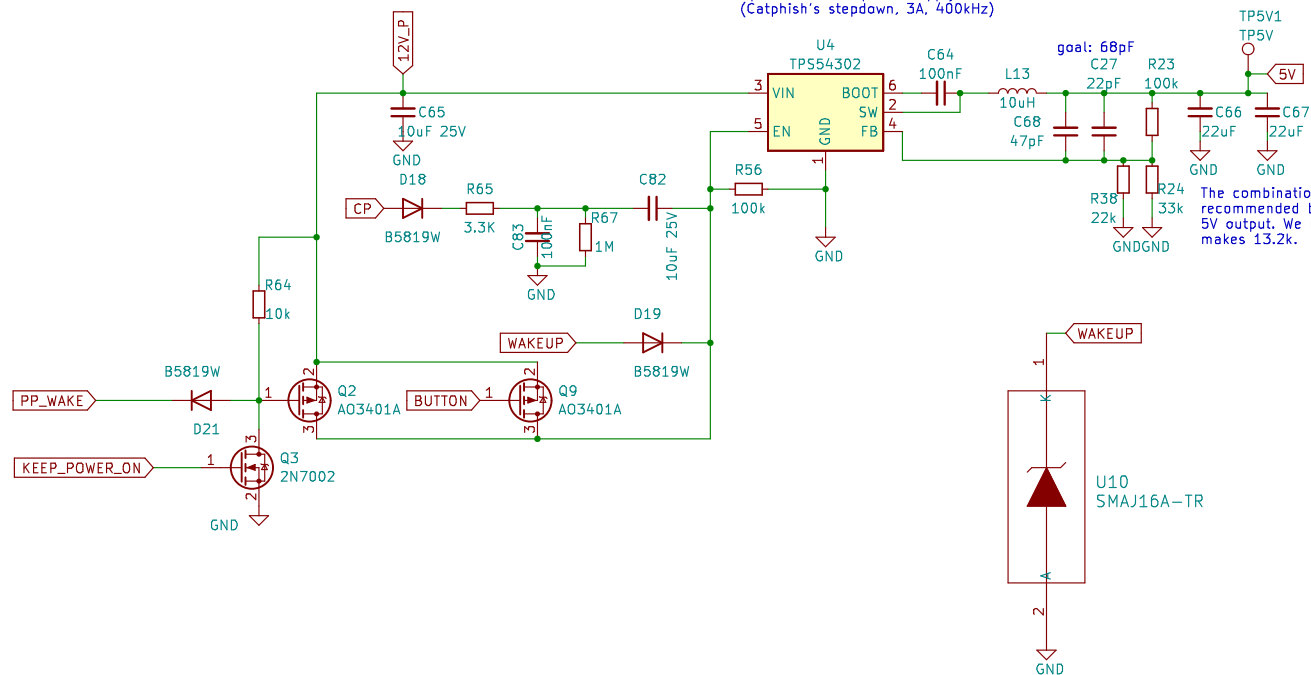 (Catphish's stepdown, 3A, 400kHz)
TP5V1
TP5V
12V_P
U4
TPS54302
C64
100nF
goal: 68pF
L13
10uH
C27
22pF
R23
100k
5V
3
VIN
BOOT
6
SW
2
5
EN
FB
4
GND
1
C65
10uF 25V
GND
C68
47pF
C66
22uF
GND
C67
22uF
GND
D18
CP
B5819W
R65
3.3K
C83
100nF
R67
1M
GND
C82
10uF 25V
R56
100k
GND
R38
22k
GND
R24
33k
GND
The combinatio
recommended
5V output. We
makes 13.2k.
R64
10k
WAKEUP
D19
B5819W
WAKEUP
1
B5819W
PP_WAKE
D21
1
2
Q2
AO3401A
3
BUTTON
1
2
Q9
AO3401A
3
K
KEEP_POWER_ON
1
3
Q3
2N7002
2
GND
U10
SMAJ16A-TR
A
2
GND